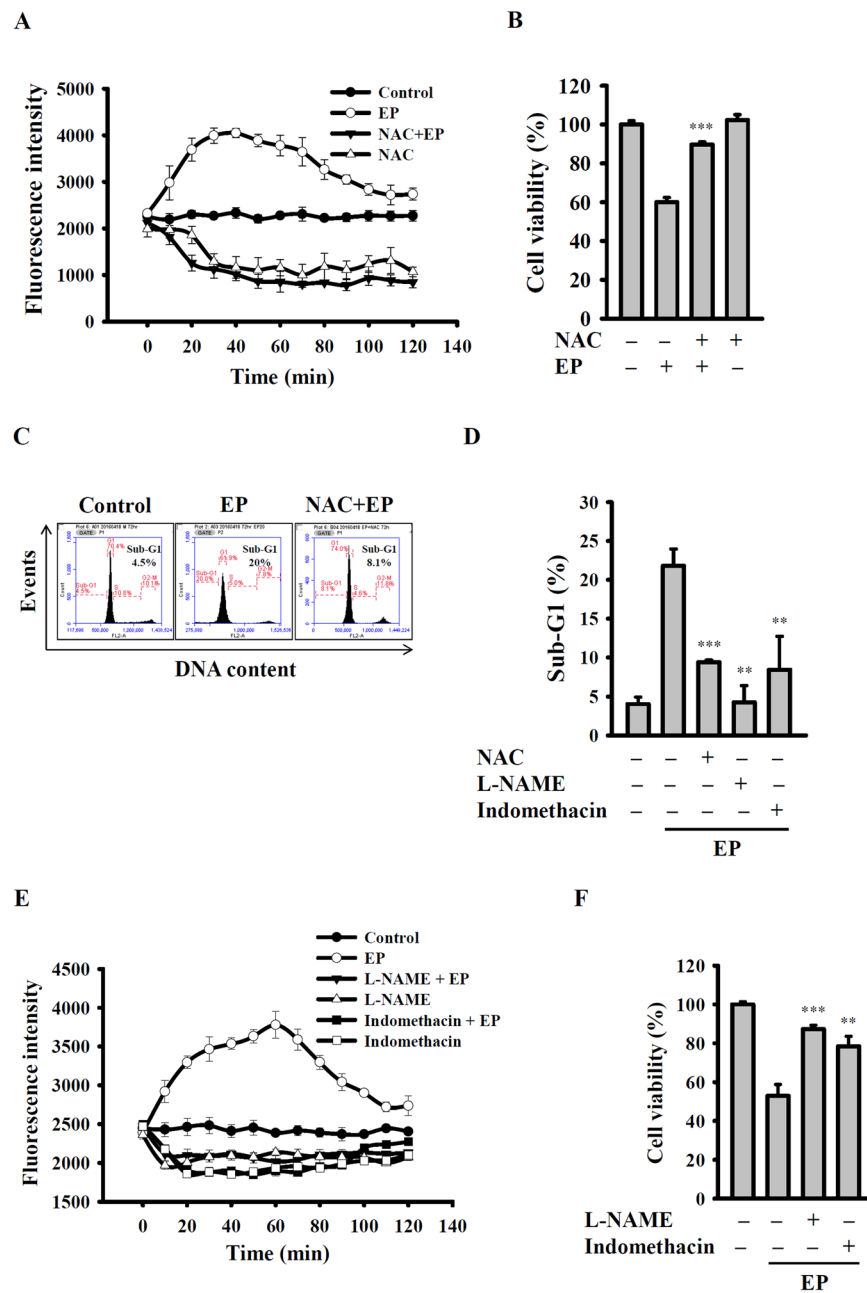 A
Fluorescence intensity
5000
4000
3000
2000
1000
0
0 20 40 60 80 100 120 140
Time (min)
Control
EP
NAC+EP
NAC
B
Cell viability (%)
120
100
80
60
40
20
0
***
NAC – – + +
EP – + + –
C
Control EP NAC+EP
Events
Sub-G1
4.5%
Sub-G1
20%
Sub-G1
8.1%
FL2-A FL2-A FL2-A
DNA content
D
Sub-G1 (%)
30
25
20
15
10
5
0
*** ** **
NAC – – + – –
L-NAME – – – + –
Indomethacin – – – – +
EP
E
Control
EP
L-NAME + EP
L-NAME
Indomethacin + EP
Indomethacin
Fluorescence intensity
4500
3500
3000
2500
2000
1500
0 20 40 60 80 100 120 140
Time (min)
F
Cell viability (%)
120
100
80
60
40
20
0
*** **
L-NAME – – + –
Indomethacin – – – +
EP